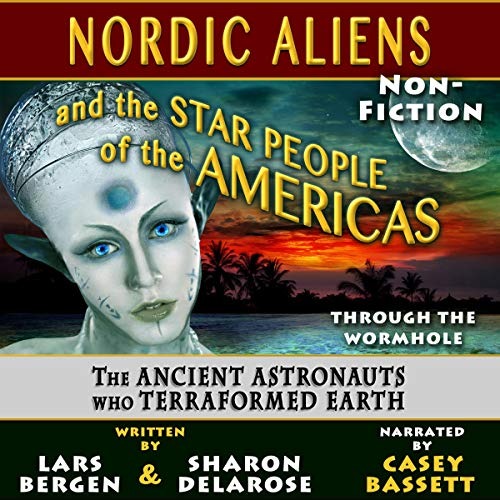 NORDIC ALIENS
NON-
FICTION
and the STAR PEOPLE
of the AMERICAS
THROUGH THE
WORMHOLE
THE ANCIENT ASTRONAUTS
WHO TERRAFORMED EARTH
WRITTEN
BY
LARS
BERGEN
&
SHARON
DELAROSE
NARRATED
BY
CASEY
BASSETT